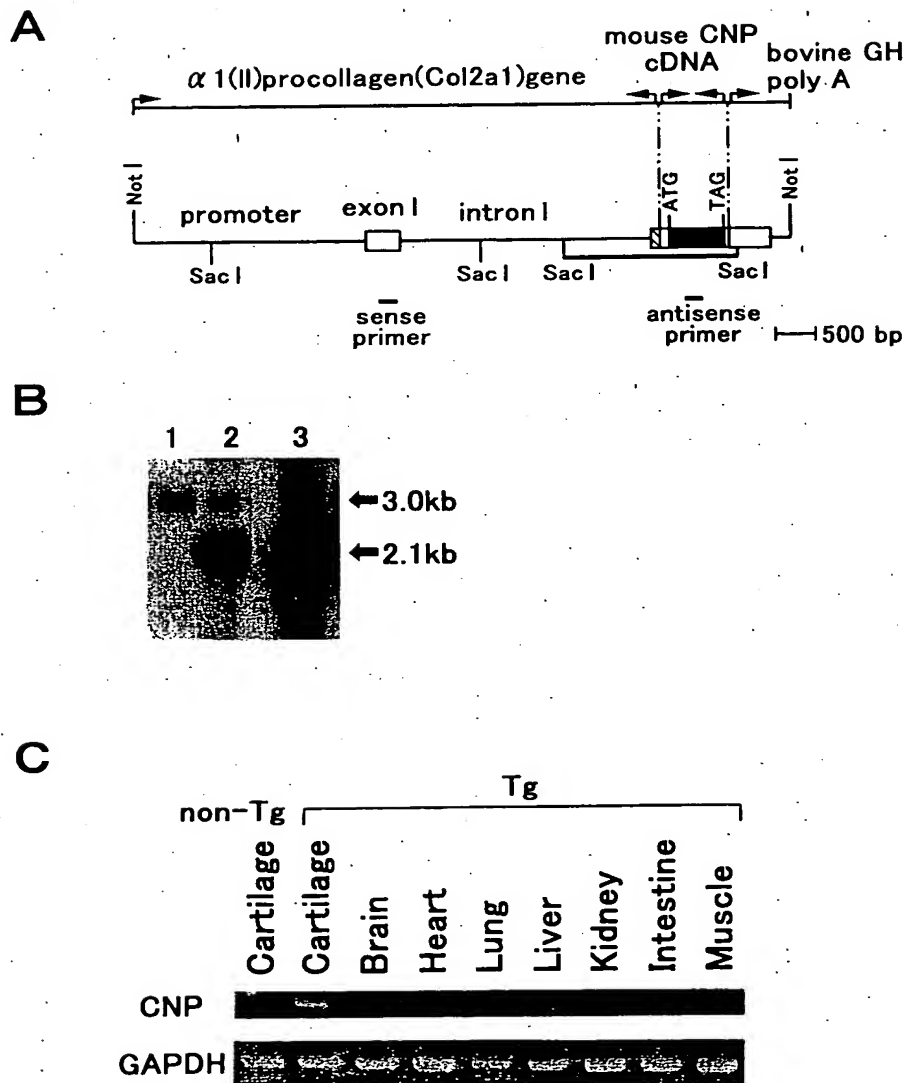 A
mouse CNP
cDNA
bovine GH
poly A
α 1(II)procollagen(Col2a1)gene
Not I
promoter
exon I
intron I
ATG
TAG
Not I
Sac I
Sac I
Sac I
Sac I
sense
primer
antisense
primer
500 bp
B
1 2 3
3.0kb
2.1kb
C
Tg
non-Tg
Cartilage
Cartilage
Brain
Heart
Lung
Liver
Kidney
Intestine
Muscle
CNP
GAPDH